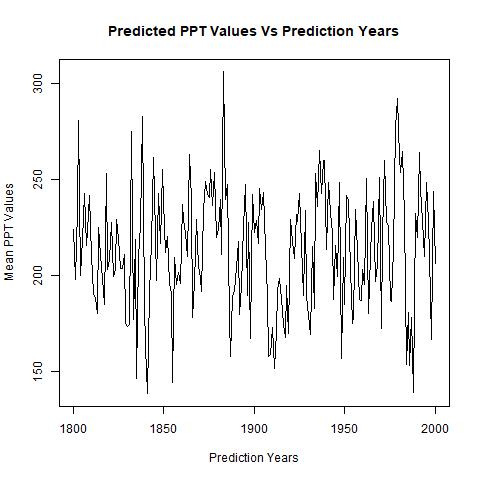 Predicted PPT Values Vs Prediction Years
300
250
200
150
Mean PPT Values
1800 1850 1900 1950 2000
Prediction Years